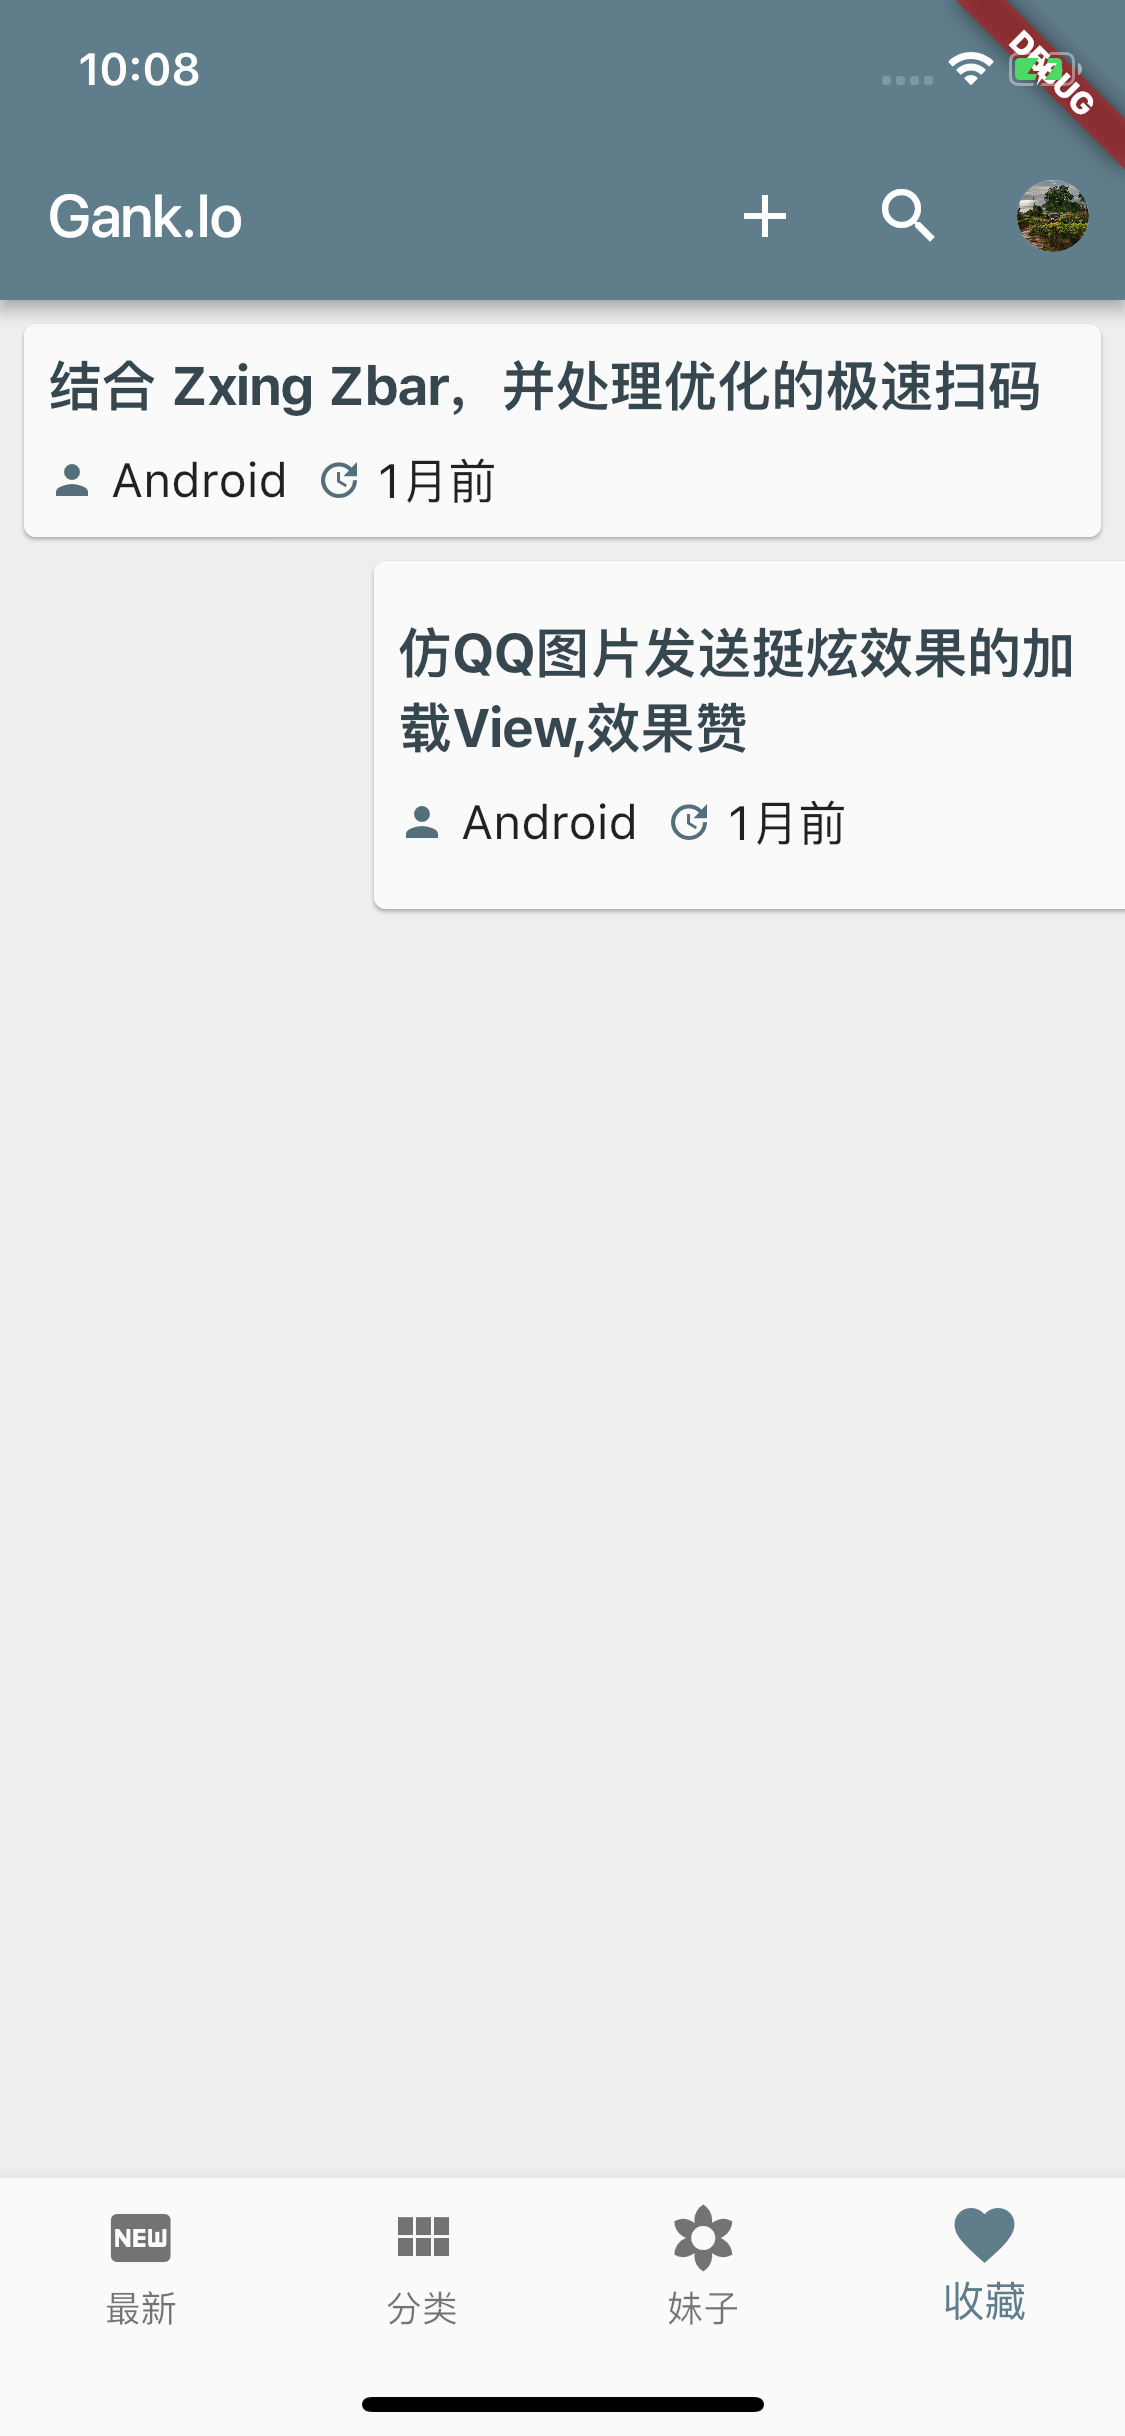 10:08
DEBUG
Gank.Io
结合 Zxing Zbar，并处理优化的极速扫码
Android 1月前
仿QQ图片发送挺炫效果的加
载View,效果赞
Android 1月前
NEW
最新 分类 妹子 收藏